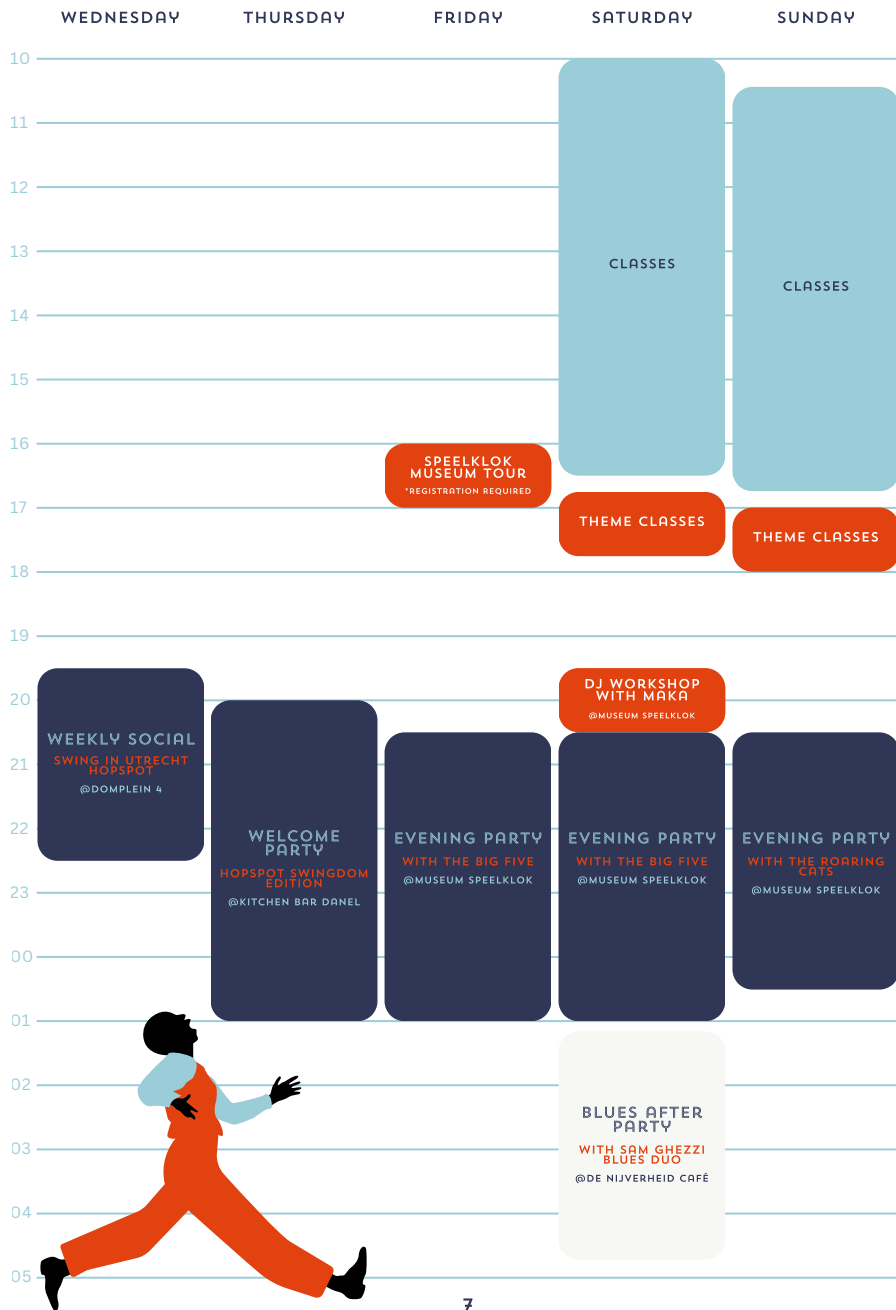 WEDNESDAY THURSDAY FRIDAY SATURDAY SUNDAY
10
11
12
13
14
15
16
17
18
19
20
21
22
23
00
01
02
03
04
05
WEEKLY SOCIAL
SWING IN UTRECHT
HOPSPOT
@DOMPLEIN 4
WELCOME
PARTY
HOPSPOT SWINGDOM
EDITION
@KITCHEN BAR DANEL
SPEELKLOK
MUSEUM TOUR
*REGISTRATION REQUIRED
EVENING PARTY
WITH THE BIG FIVE
@MUSEUM SPEELKLOK
CLASSES
THEME CLASSES
DJ WORKSHOP
WITH MAKA
@MUSEUM SPEELKLOK
EVENING PARTY
WITH THE BIG FIVE
@MUSEUM SPEELKLOK
BLUES AFTER
PARTY
WITH SAM GHEZZI
BLUES DUO
@DE NIJVERHEID CAFÉ
CLASSES
THEME CLASSES
EVENING PARTY
WITH THE ROARING
CATS
@MUSEUM SPEELKLOK
7